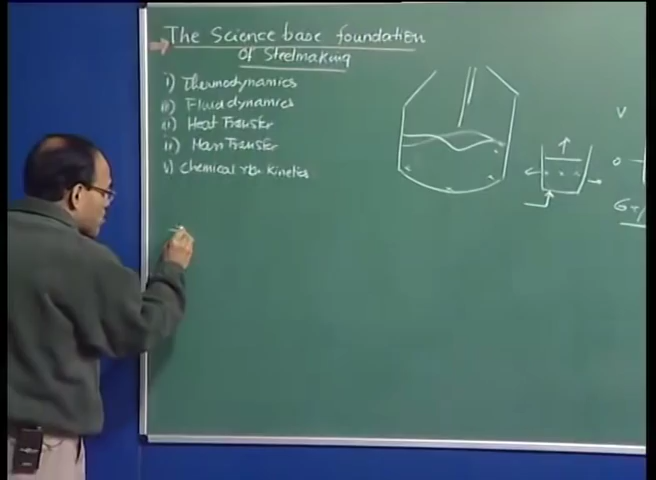 The Science base foundation
of Steelmaking
i) Thermodynamics
ii) Fluid dynamics
iii) Heat Transfer
iv) Mass Transfer
v) Chemical rxn kinetics
V
O